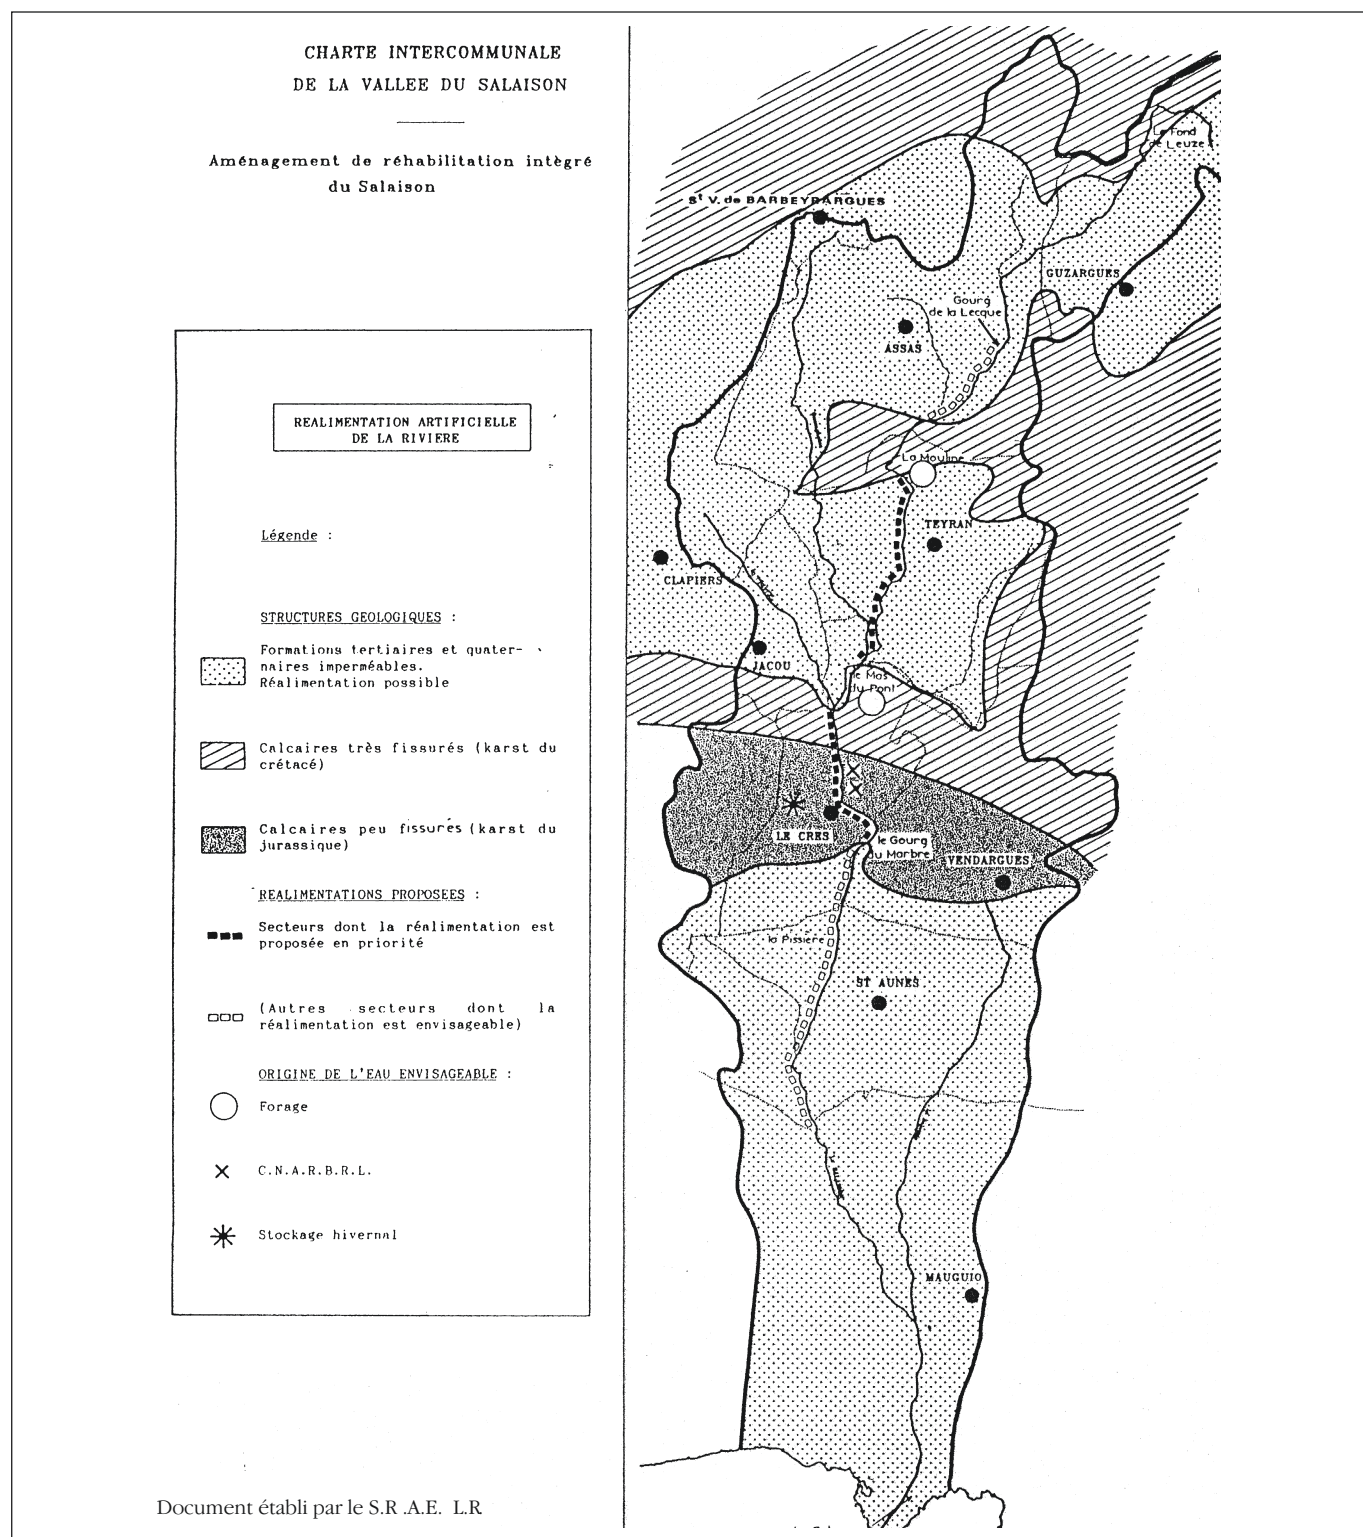 CHARTE INTERCOMMUNALE
DE LA VALLEE DU SALAISON
Aménagement de réhabilitation intègré
du Salaison
REALIMENTATION ARTIFICIELLE
DE LA RIVIERE
Légende :
STRUCTURES GEOLOGIQUES :
Formations tertiaires et quater-
naires imperméables.
Réalimentation possible
Calcaires très fissurés (karst du
crétacé)
Calcaires peu fissurés (karst du
jurassique)
REALIMENTATIONS PROPOSEES :
Secteurs dont la réalimentation est
proposée en priorité
(Autres secteurs dont la
réalimentation est envisageable)
ORIGINE DE L'EAU ENVISAGEABLE :
Forage
C.N.A.R.B.R.L.
Stockage hivernal
Document établi par le S.R .A.E. L.R
Le Fond
de Leuze
St V. de BARBEYRARGUES
GUZARGUES
Gourg
de la Lecque
ASSAS
La Mouline
TEYRAN
CLAPIERS
JACOU
le Mas
du Pont
LE CRES
le Gourg
du Marbre
VENDARGUES
la Pissière
ST AUNES
MAUGUIO